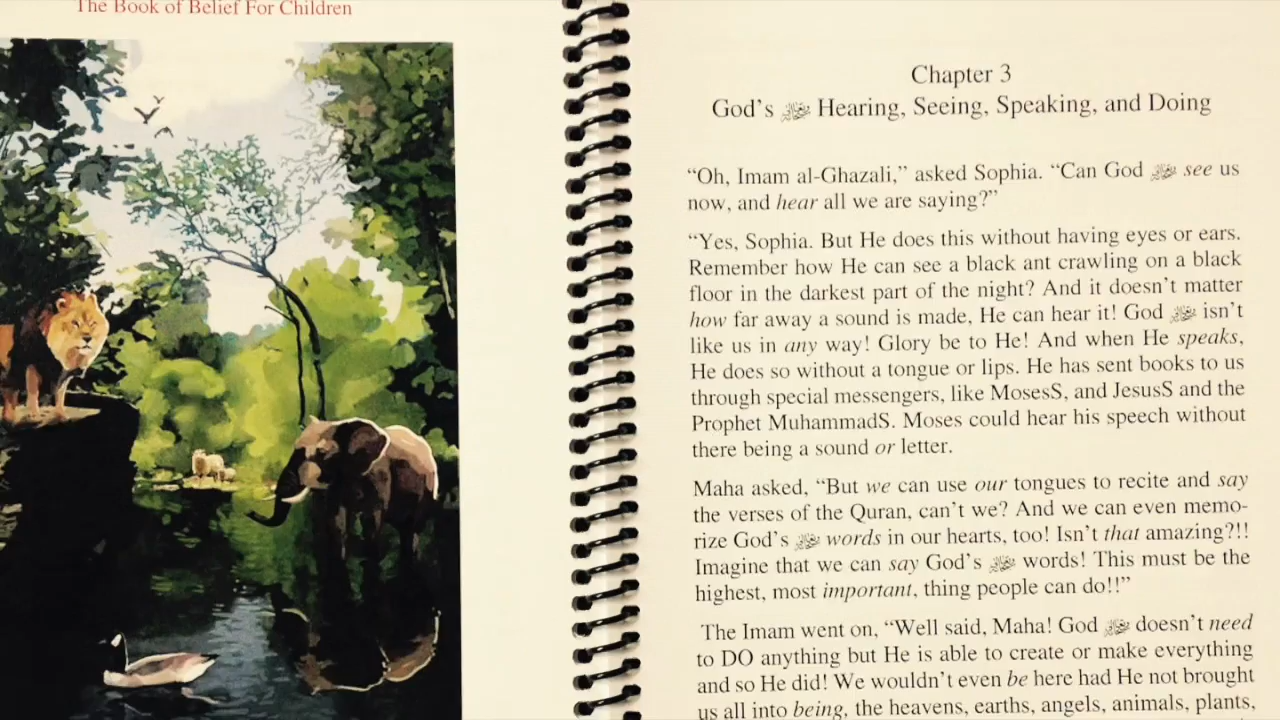 The Book of Belief For Children
Chapter 3
God's ﷻ Hearing, Seeing, Speaking, and Doing
“Oh, Imam al-Ghazali,” asked Sophia. “Can God ﷻ see us
now, and hear all we are saying?”
“Yes, Sophia. But He does this without having eyes or ears.
Remember how He can see a black ant crawling on a black
floor in the darkest part of the night? And it doesn't matter
how far away a sound is made, He can hear it! God ﷻ isn't
like us in any way! Glory be to He! And when He speaks,
He does so without a tongue or lips. He has sent books to us
through special messengers, like MosesS, and JesusS and the
Prophet MuhammadS. Moses could hear his speech without
there being a sound or letter.
Maha asked, “But we can use our tongues to recite and say
the verses of the Quran, can't we? And we can even memo-
rize God's ﷻ words in our hearts, too! Isn't that amazing?!!
Imagine that we can say God's ﷻ words! This must be the
highest, most important, thing people can do!!”
The Imam went on, “Well said, Maha! God ﷻ doesn't need
to DO anything but He is able to create or make everything
and so He did! We wouldn't even be here had He not brought
us all into being, the heavens, earths, angels, animals, plants,